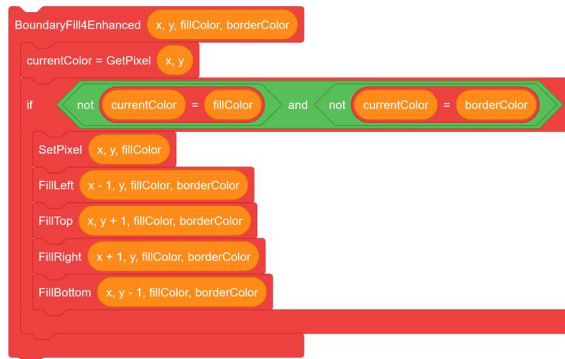 BoundaryFill4Enhanced x, y, fillColor, borderColor
currentColor = GetPixel x, y
if not currentColor = fillColor and not currentColor = borderColor
SetPixel x, y, fillColor
FillLeft x - 1, y, fillColor, borderColor
FillTop x, y + 1, fillColor, borderColor
FillRight x + 1, y, fillColor, borderColor
FillBottom x, y - 1, fillColor, borderColor